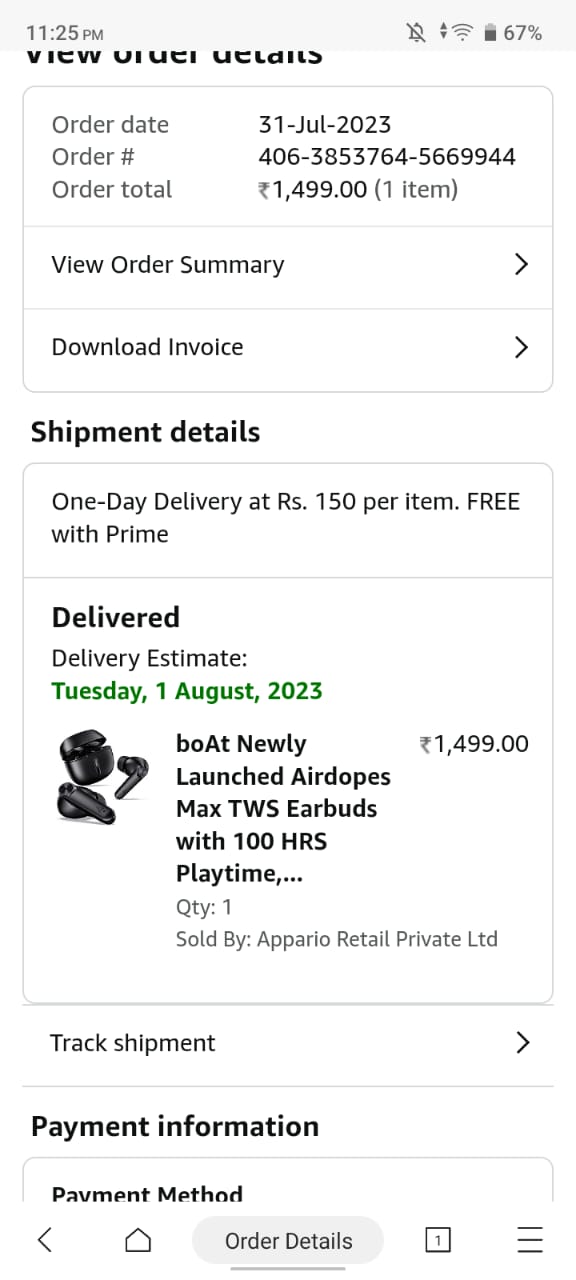 11:25 PM
67%
View order details
Order date 31-Jul-2023
Order # 406-3853764-5669944
Order total ₹1,499.00 (1 item)
View Order Summary
Download Invoice
Shipment details
One-Day Delivery at Rs. 150 per item. FREE
with Prime
Delivered
Delivery Estimate:
Tuesday, 1 August, 2023
boAt Newly ₹1,499.00
Launched Airdopes
Max TWS Earbuds
with 100 HRS
Playtime,...
Qty: 1
Sold By: Appario Retail Private Ltd
Track shipment
Payment information
Payment Method
Order Details
1